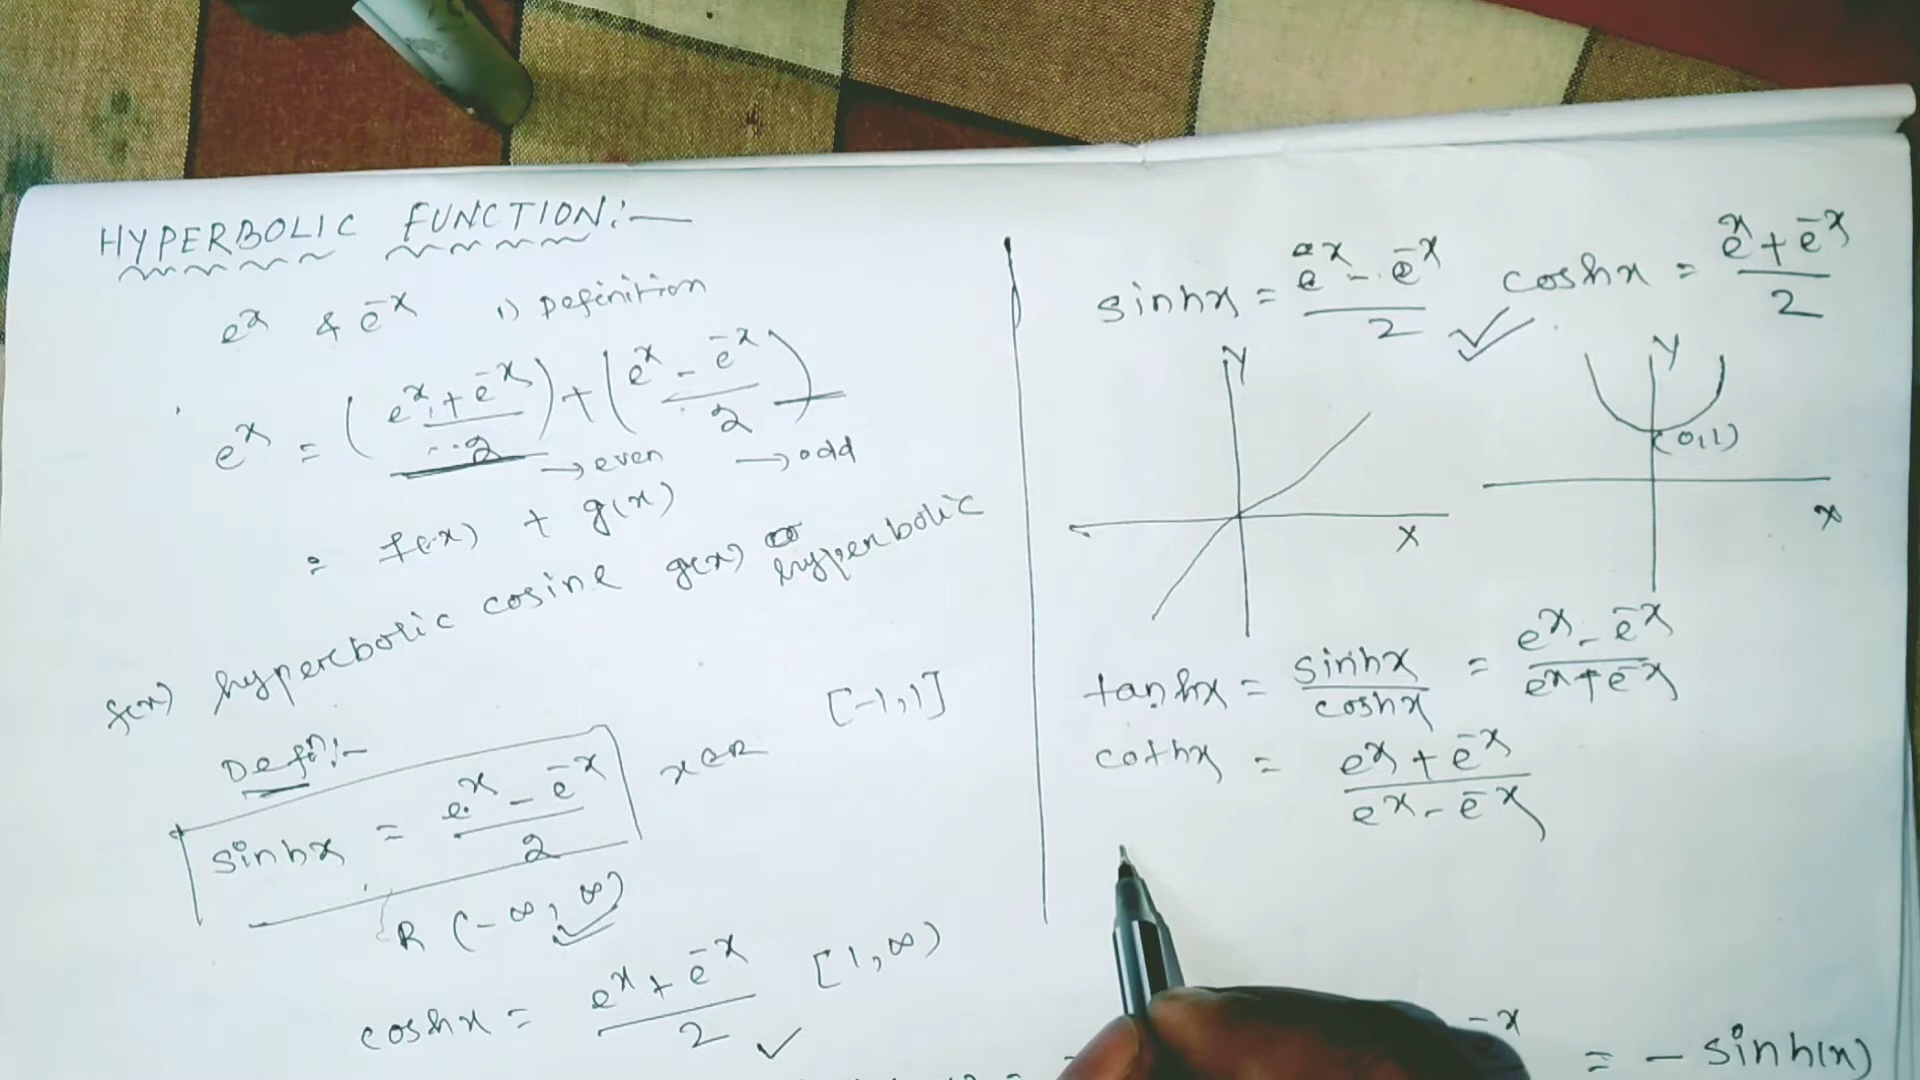 HYPERBOLIC FUNCTION:—
e^x & e^-x 1) Definition
e^x = ((e^x + e^-x)/2) + ((e^x - e^-x)/2)
→ even → odd
= f(x) + g(x)
f(x) hyperbolic cosine g(x) hyperbolic
Defn:-
[-1,1]
sinhx = (e^x - e^-x)/2 x∈R
R (-∞, ∞)
coshx = (e^x + e^-x)/2 [1, ∞)
sinhx = (e^x - e^-x)/2 coshx = (e^x + e^-x)/2
Y Y
(0,1)
X X
tanhx = sinhx/coshx = (e^x - e^-x)/(e^x + e^-x)
cothx = (e^x + e^-x)/(e^x - e^-x)
= - sinh(x)